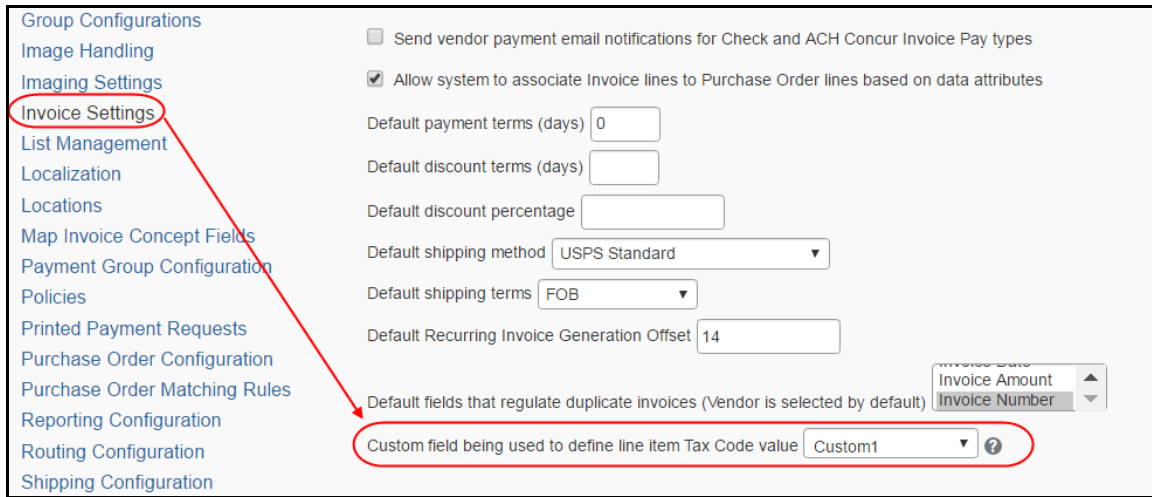 Group Configurations
Image Handling
Imaging Settings
Invoice Settings
List Management
Localization
Locations
Map Invoice Concept Fields
Payment Group Configuration
Policies
Printed Payment Requests
Purchase Order Configuration
Purchase Order Matching Rules
Reporting Configuration
Routing Configuration
Shipping Configuration
Send vendor payment email notifications for Check and ACH Concur Invoice Pay types
Allow system to associate Invoice lines to Purchase Order lines based on data attributes
Default payment terms (days) 0
Default discount terms (days)
Default discount percentage
Default shipping method USPS Standard
Default shipping terms FOB
Default Recurring Invoice Generation Offset 14
Invoice Date
Invoice Amount
Default fields that regulate duplicate invoices (Vendor is selected by default) Invoice Number
Custom field being used to define line item Tax Code value Custom1 ?